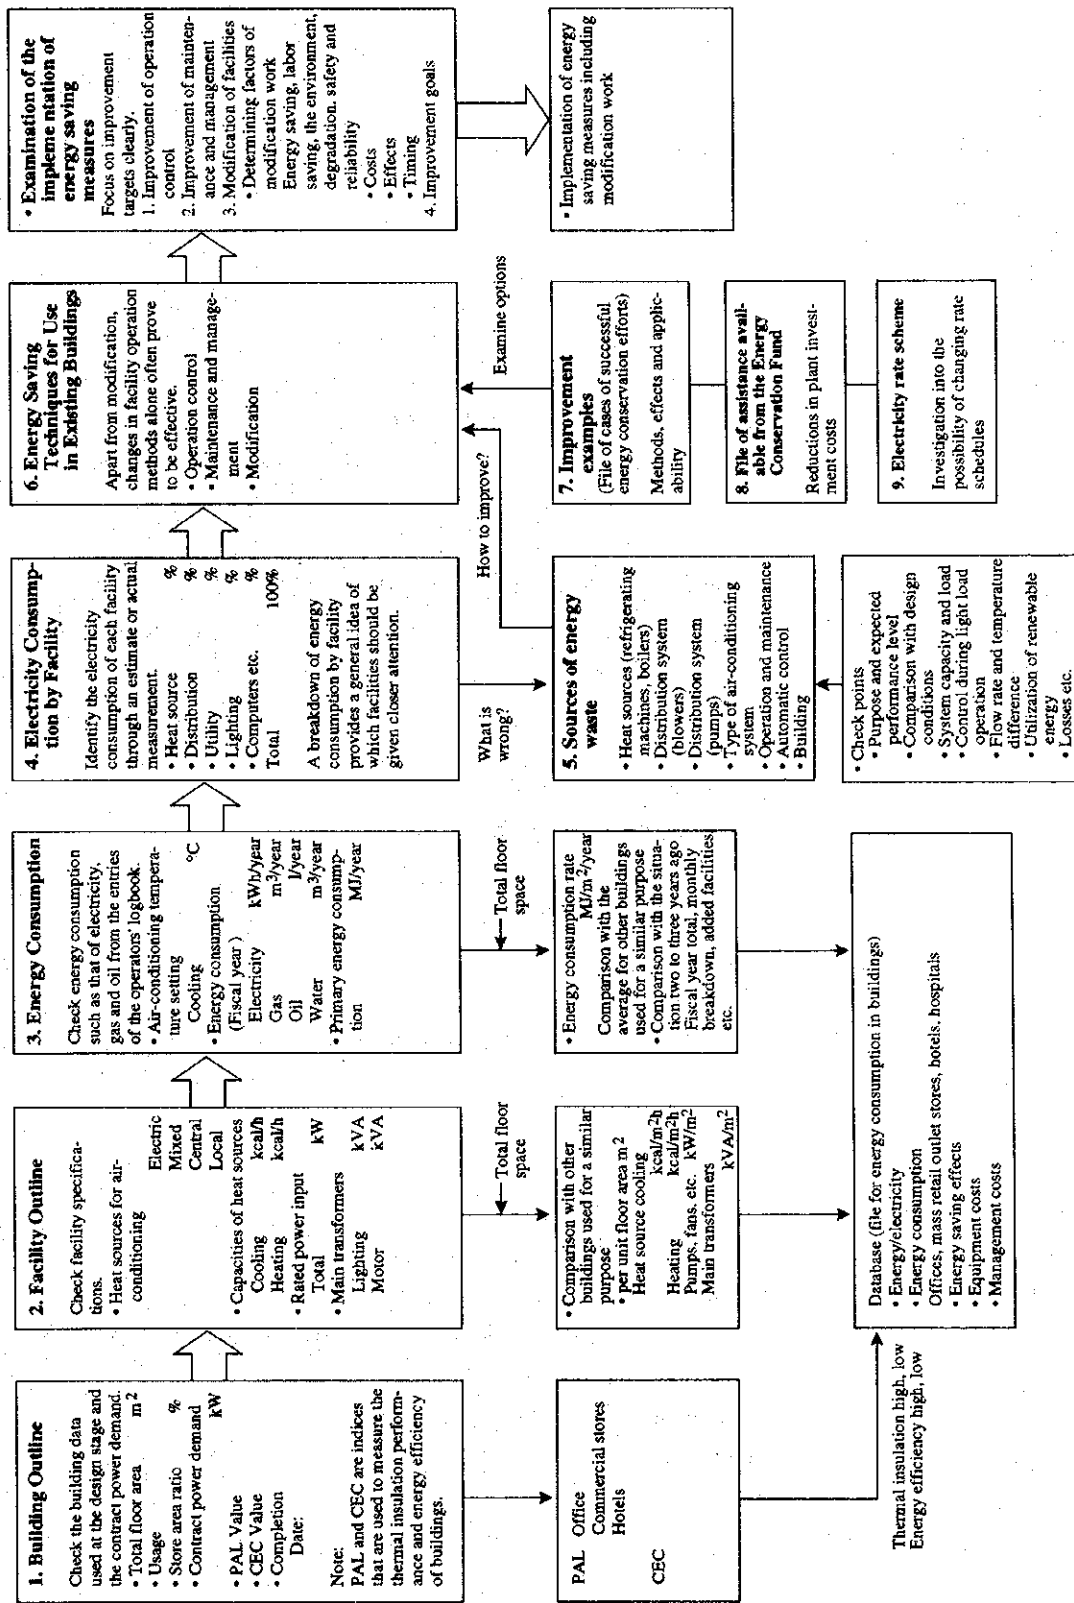 1. Building Outline
Check the building data
used at the design stage and
the contract power demand.
• Total floor area m²
• Usage
• Store area ratio %
• Contract power demand
kW
• PAL Value
• CEC Value
• Completion
Date:
Note:
PAL and CEC are indices
that are used to measure the
thermal insulation perform-
ance and energy efficiency
of buildings.
PAL Office
Commercial stores
Hotels
CEC
Thermal insulation high, low
Energy efficiency high, low
2. Facility Outline
Check facility specifica-
tions.
• Heat sources for air-
conditioning
Electric
Mixed
Central
Local
• Capacities of heat sources
Cooling kcal/h
Heating kcal/h
• Rated power input
Total kW
• Main transformers
Lighting kVA
Motor kVA
Total floor
space
• Comparison with other
buildings used for a similar
purpose
• per unit floor area m²
Heat source cooling
kcal/m²h
Heating kcal/m²h
Pumps, fans. etc. kW/m²
Main transformers
kVA/m²
3. Energy Consumption
Check energy consumption
such as that of electricity,
gas and oil from the entries
of the operators' logbook.
• Air-conditioning tempera-
ture setting
Cooling °C
• Energy consumption
(Fiscal year )
Electricity kWh/year
Gas m³/year
Oil l/year
Water m³/year
• Primary energy consump-
tion MJ/year
Total floor
space
• Energy consumption rate
MJ/m²/year
Comparison with the
average for other buildings
used for a similar purpose
• Comparison with the situa-
tion two to three years ago
Fiscal year total, monthly
breakdown, added facilities
etc.
Database (file for energy consumption in buildings)
• Energy/electricity
• Energy consumption
Offices, mass retail outlet stores, hotels, hospitals
• Energy saving effects
• Equipment costs
• Management costs
4. Electricity Consump-
tion by Facility
Identify the electricity
consumption of each facility
through an estimate or actual
measurement.
• Heat source %
• Distribution %
• Utility %
• Lighting %
• Computers etc. %
Total 100%
A breakdown of energy
consumption by facility
provides a general idea of
which facilities should be
given closer attention.
What is
wrong?
How to improve?
5. Sources of energy
waste
• Heat sources (refrigerating
machines, boilers)
• Distribution system
(blowers)
• Distribution system
(pumps)
• Type of air-conditioning
system
• Operation and maintenance
• Automatic control
• Building
• Check points
• Purpose and expected
performance level
• Comparison with design
conditions
• System capacity and load
• Control during light load
operation
• Flow rate and temperature
difference
• Utilization of renewable
energy
• Losses etc.
6. Energy Saving
Techniques for Use
in Existing Buildings
Apart from modification,
changes in facility operation
methods alone often prove
to be effective.
• Operation control
• Maintenance and manage-
ment
• Modification
Examine options
7. Improvement
examples
(File of cases of successful
energy conservation efforts)
Methods, effects and applic-
ability
8. File of assistance avail-
able from the Energy
Conservation Fund
Reductions in plant invest-
ment costs
9. Electricity rate scheme
Investigation into the
possibility of changing rate
schedules
• Examination of the
impleme ntation of
energy saving
measures
Focus on improvement
targets clearly.
1. Improvement of operation
control
2. Improvement of mainten-
ance and management
3. Modification of facilities
• Determining factors of
modification work
Energy saving, labor
saving, the environment,
degradation. safety and
reliability
• Costs
• Effects
• Timing
4. Improvement goals
• Implementation of energy
saving measures including
modification work